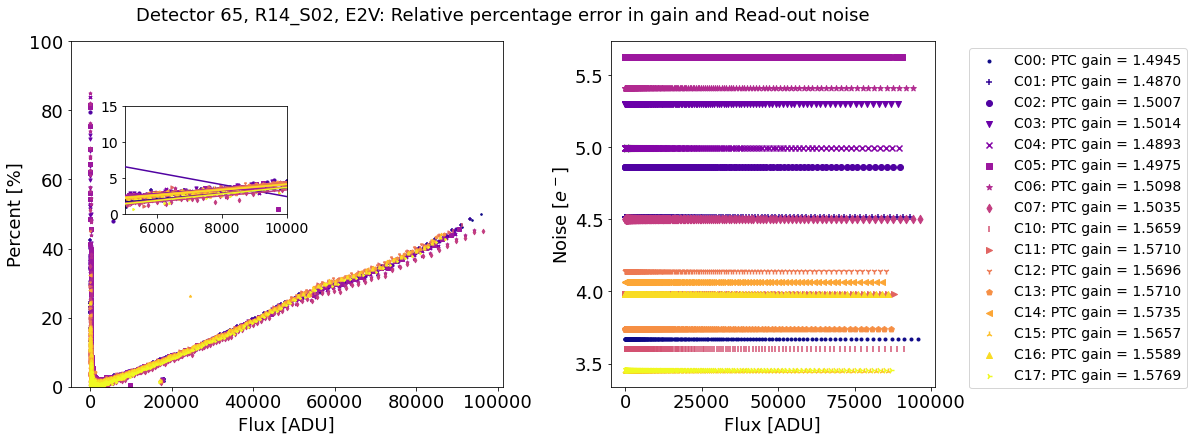 Detector 65, R14_S02, E2V: Relative percentage error in gain and Read-out noise
Percent [%]
100
80
60
40
20
0
15
10
5
0
6000 8000 10000
0 20000 40000 60000 80000 100000
Flux [ADU]
Noise [e⁻]
5.5
5.0
4.5
4.0
3.5
0 25000 50000 75000 100000
Flux [ADU]
C00: PTC gain = 1.4945
C01: PTC gain = 1.4870
C02: PTC gain = 1.5007
C03: PTC gain = 1.5014
C04: PTC gain = 1.4893
C05: PTC gain = 1.4975
C06: PTC gain = 1.5098
C07: PTC gain = 1.5035
C10: PTC gain = 1.5659
C11: PTC gain = 1.5710
C12: PTC gain = 1.5696
C13: PTC gain = 1.5710
C14: PTC gain = 1.5735
C15: PTC gain = 1.5657
C16: PTC gain = 1.5589
C17: PTC gain = 1.5769